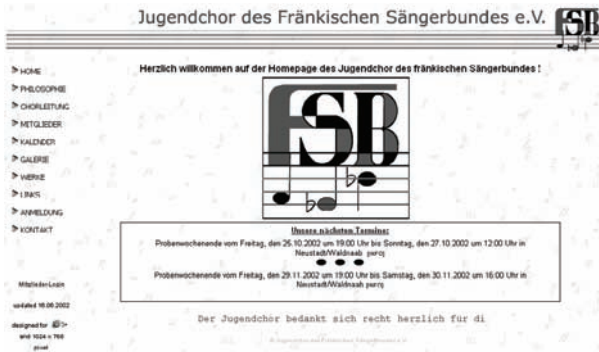 Jugendchor des Fränkischen Sängerbundes e.V.
FSB
Herzlich willkommen auf der Homepage des Jugendchor des fränkischen Sängerbundes !
HOME
PHILOSOPHIE
CHORLEITUNG
MITGLIEDER
KALENDER
GALERIE
WERKE
LINKS
ANMELDUNG
KONTAKT
FSB
Unsere nächsten Termine:
Probenwochenende vom Freitag, den 25.10.2002 um 19:00 Uhr bis Sonntag, den 27.10.2002 um 12:00 Uhr in
Neustadt/Waldnaab
Probenwochenende vom Freitag, den 29.11.2002 um 19:00 Uhr bis Samstag, den 30.11.2002 um 16:00 Uhr in
Neustadt/Waldnaab
Mitglieder-Login
updated 16.06.2002
designed for
and 1024 x 768
pixel
Der Jugendchor bedankt sich recht herzlich für di